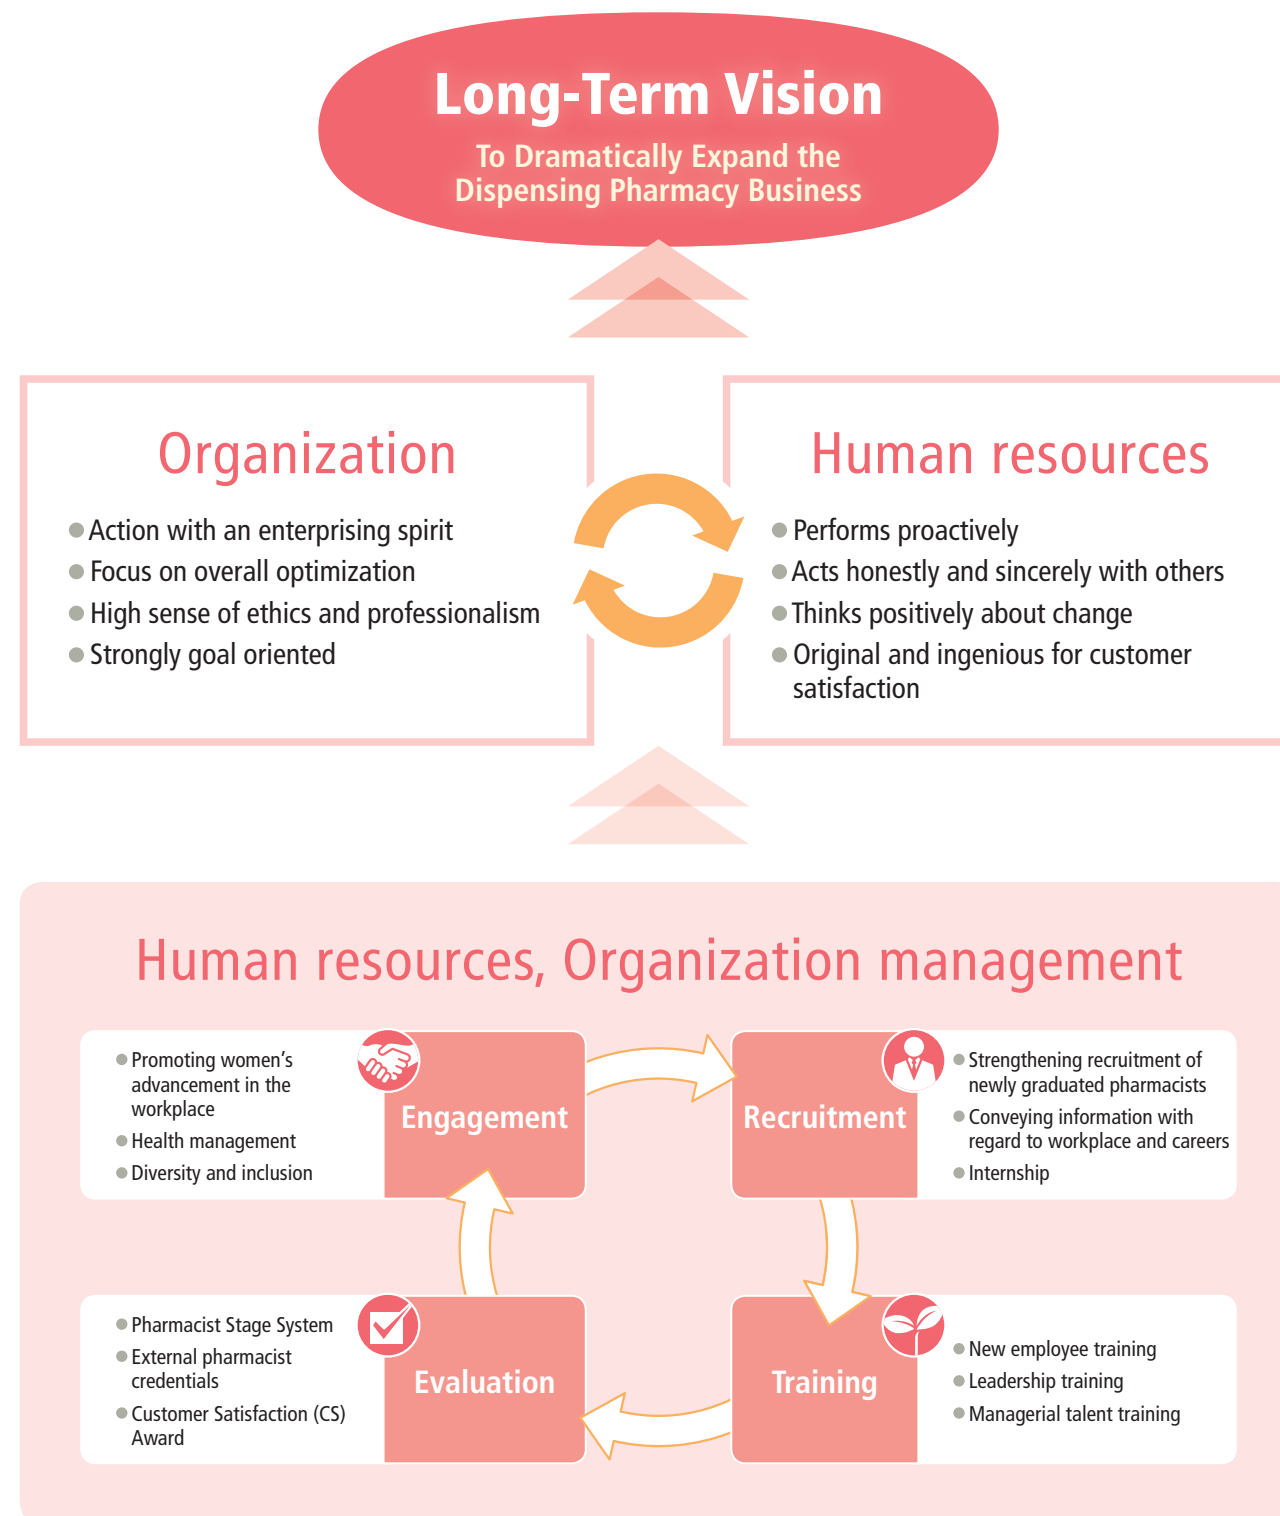 Long-Term Vision
To Dramatically Expand the
Dispensing Pharmacy Business
Organization
● Action with an enterprising spirit
● Focus on overall optimization
● High sense of ethics and professionalism
● Strongly goal oriented
Human resources
● Performs proactively
● Acts honestly and sincerely with others
● Thinks positively about change
● Original and ingenious for customer
satisfaction
Human resources, Organization management
● Promoting women’s
advancement in the
workplace
● Health management
● Diversity and inclusion
Engagement
Recruitment
● Strengthening recruitment of
newly graduated pharmacists
● Conveying information with
regard to workplace and careers
● Internship
● Pharmacist Stage System
● External pharmacist
credentials
● Customer Satisfaction (CS)
Award
Evaluation
Training
● New employee training
● Leadership training
● Managerial talent training